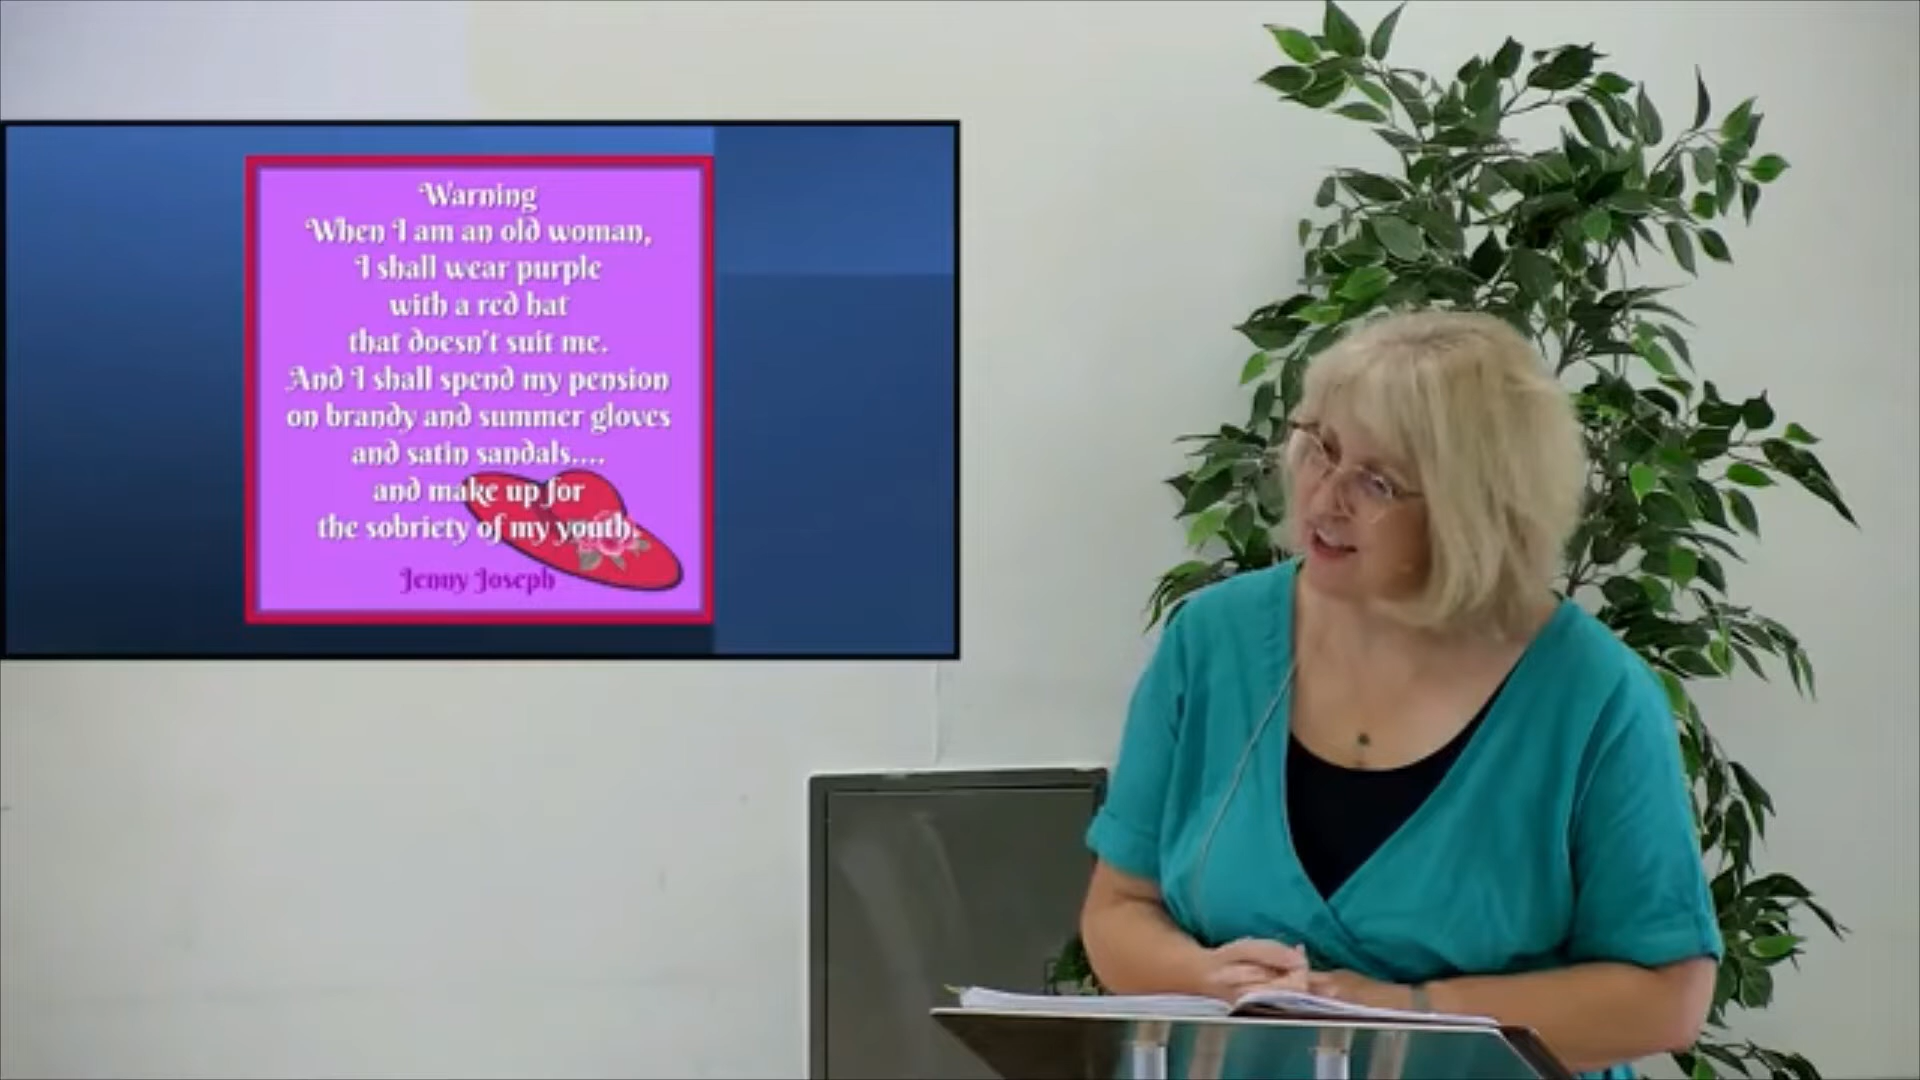 Warning
When I am an old woman,
I shall wear purple
with a red hat
that doesn't suit me.
And I shall spend my pension
on brandy and summer gloves
and satin sandals....
and make up for
the sobriety of my youth.
Jenny Joseph